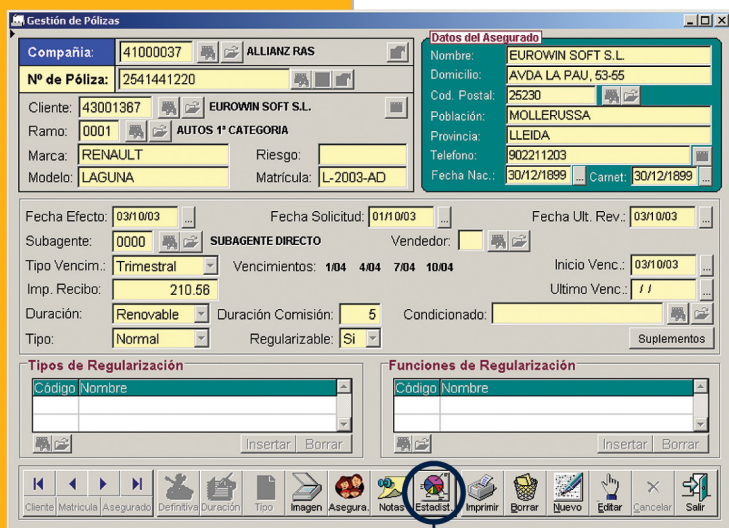 Gestión de Pólizas
Compañia: 41000037 ALLIANZ RAS
Nº de Póliza: 2541441220
Cliente: 43001367 EUROWIN SOFT S.L.
Ramo: 0001 AUTOS 1ª CATEGORIA
Marca: RENAULT Riesgo:
Modelo: LAGUNA Matrícula: L-2003-AD
Datos del Asegurado
Nombre: EUROWIN SOFT S.L.
Domicilio: AVDA LA PAU, 53-55
Cod. Postal: 25230
Población: MOLLERUSSA
Provincia: LLEIDA
Telefono: 902211203
Fecha Nac.: 30/12/1899 ... Carnet: 30/12/1899 ...
Fecha Efecto: 03/10/03 ... Fecha Solicitud: 01/10/03 ... Fecha Ult. Rev.: 03/10/03 ...
Subagente: 0000 SUBAGENTE DIRECTO Vendedor:
Tipo Vencim.: Trimestral Vencimientos: 1/04 4/04 7/04 10/04 Inicio Venc.: 03/10/03 ...
Imp. Recibo: 210.56 Ultimo Venc.: / / ...
Duración: Renovable Duración Comisión: 5 Condicionado:
Tipo: Normal Regularizable: Si Suplementos
Tipos de Regularización
Código Nombre
Insertar Borrar
Funciones de Regularización
Código Nombre
Insertar Borrar
Cliente Matricula Asegurado Definitiva Duración Tipo Imagen Asegura. Notas Estadist. Imprimir Borrar Nuevo Editar Cancelar Salir